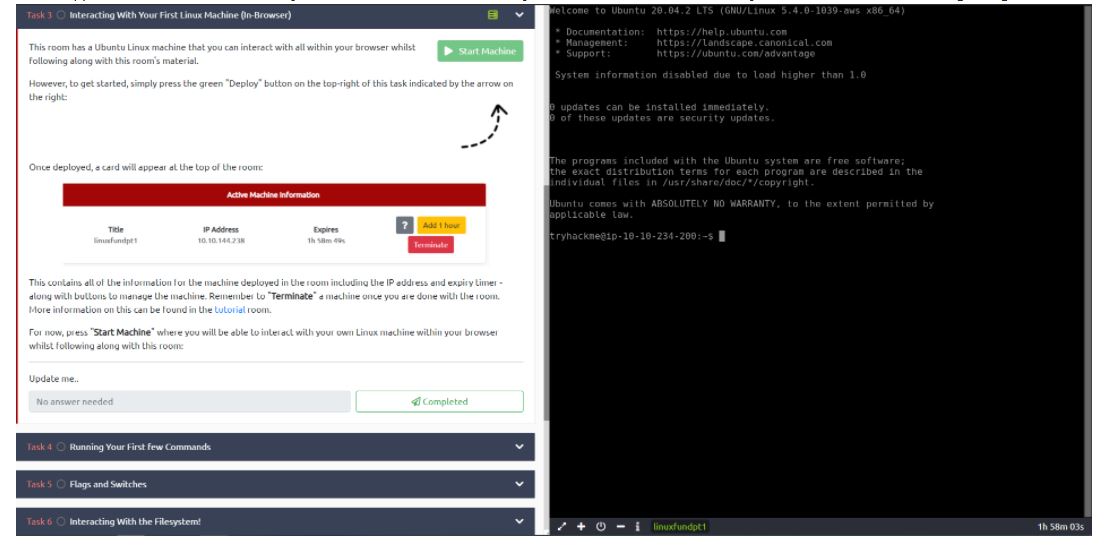 Task 3 Interacting With Your First Linux Machine (In-Browser)
This room has a Ubuntu Linux machine that you can interact with all within your browser whilst
following along with this room's material.
Start Machine
However, to get started, simply press the green "Deploy" button on the top-right of this task indicated by the arrow on
the right:
Once deployed, a card will appear at the top of the room:
Active Machine Information
Title IP Address Expires
linuxfundpt1 10.10.144.238 1h 58m 49s
? Add 1 hour
Terminate
This contains all of the information for the machine deployed in the room including the IP address and expiry timer -
along with buttons to manage the machine. Remember to "Terminate" a machine once you are done with the room.
More information on this can be found in the tutorial room.
For now, press "Start Machine" where you will be able to interact with your own Linux machine within your browser
whilst following along with this room:
Update me..
No answer needed
Completed
Task 4 Running Your First few Commands
Task 5 Flags and Switches
Task 6 Interacting With the Filesystem!
Welcome to Ubuntu 20.04.2 LTS (GNU/Linux 5.4.0-1039-aws x86_64)
* Documentation: https://help.ubuntu.com
* Management: https://landscape.canonical.com
* Support: https://ubuntu.com/advantage
System information disabled due to load higher than 1.0
0 updates can be installed immediately.
0 of these updates are security updates.
The programs included with the Ubuntu system are free software;
the exact distribution terms for each program are described in the
individual files in /usr/share/doc/*/copyright.
Ubuntu comes with ABSOLUTELY NO WARRANTY, to the extent permitted by
applicable law.
tryhackme@ip-10-10-234-200:~$
linuxfundpt1
1h 58m 03s